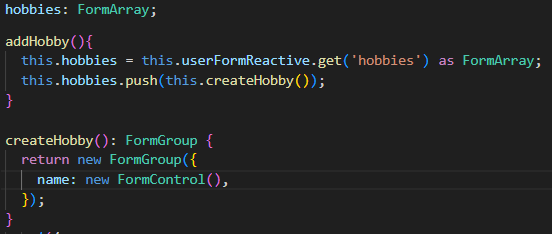 hobbies: FormArray;
addHobby(){
this.hobbies = this.userFormReactive.get('hobbies') as FormArray;
this.hobbies.push(this.createHobby());
}
createHobby(): FormGroup {
return new FormGroup({
name: new FormControl(),
});
}